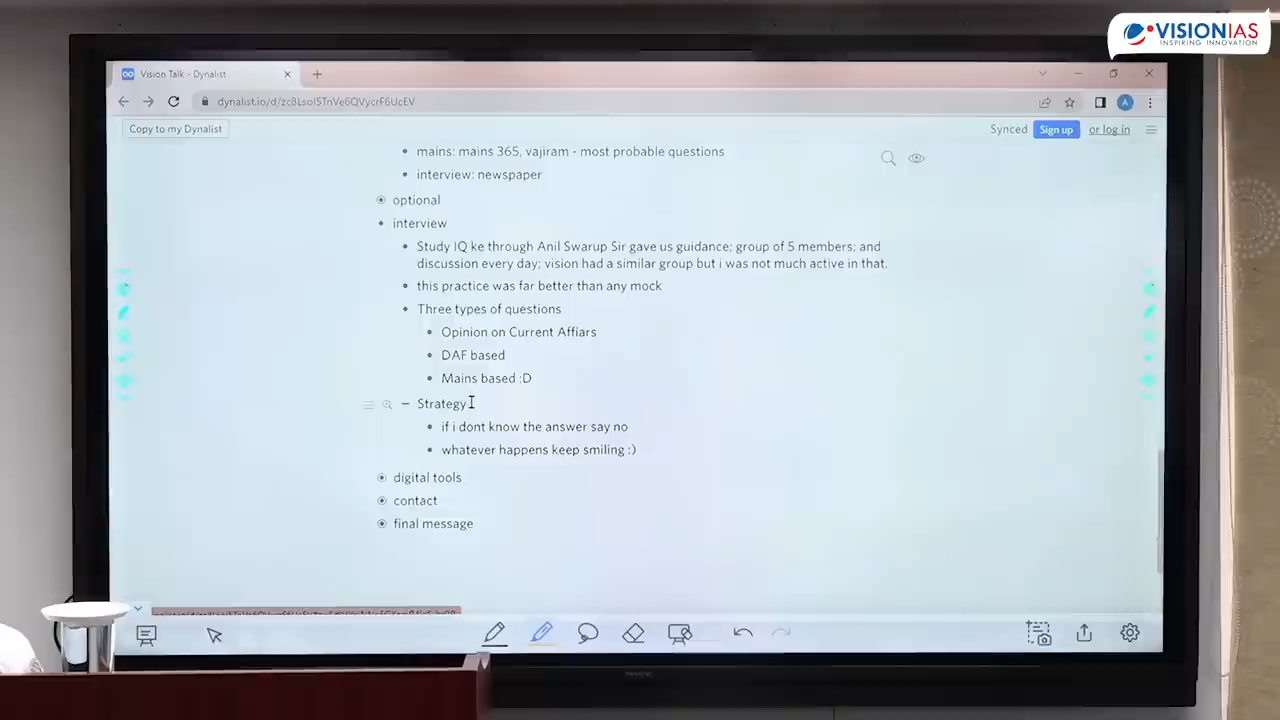 VISIONIAS
INSPIRING INNOVATION
Vision Talk - Dynalist
dynalist.io/d/zc8LsoI5TnVe6QVycrF6UcEV
A
Copy to my Dynalist
Synced
Sign up
or log in
mains: mains 365, vajiram - most probable questions
interview: newspaper
optional
interview
Study IQ ke through Anil Swarup Sir gave us guidance; group of 5 members; and
discussion every day; vision had a similar group but i was not much active in that.
this practice was far better than any mock
Three types of questions
Opinion on Current Affiars
DAF based
Mains based :D
Strategy
if i dont know the answer say no
whatever happens keep smiling :)
digital tools
contact
final message